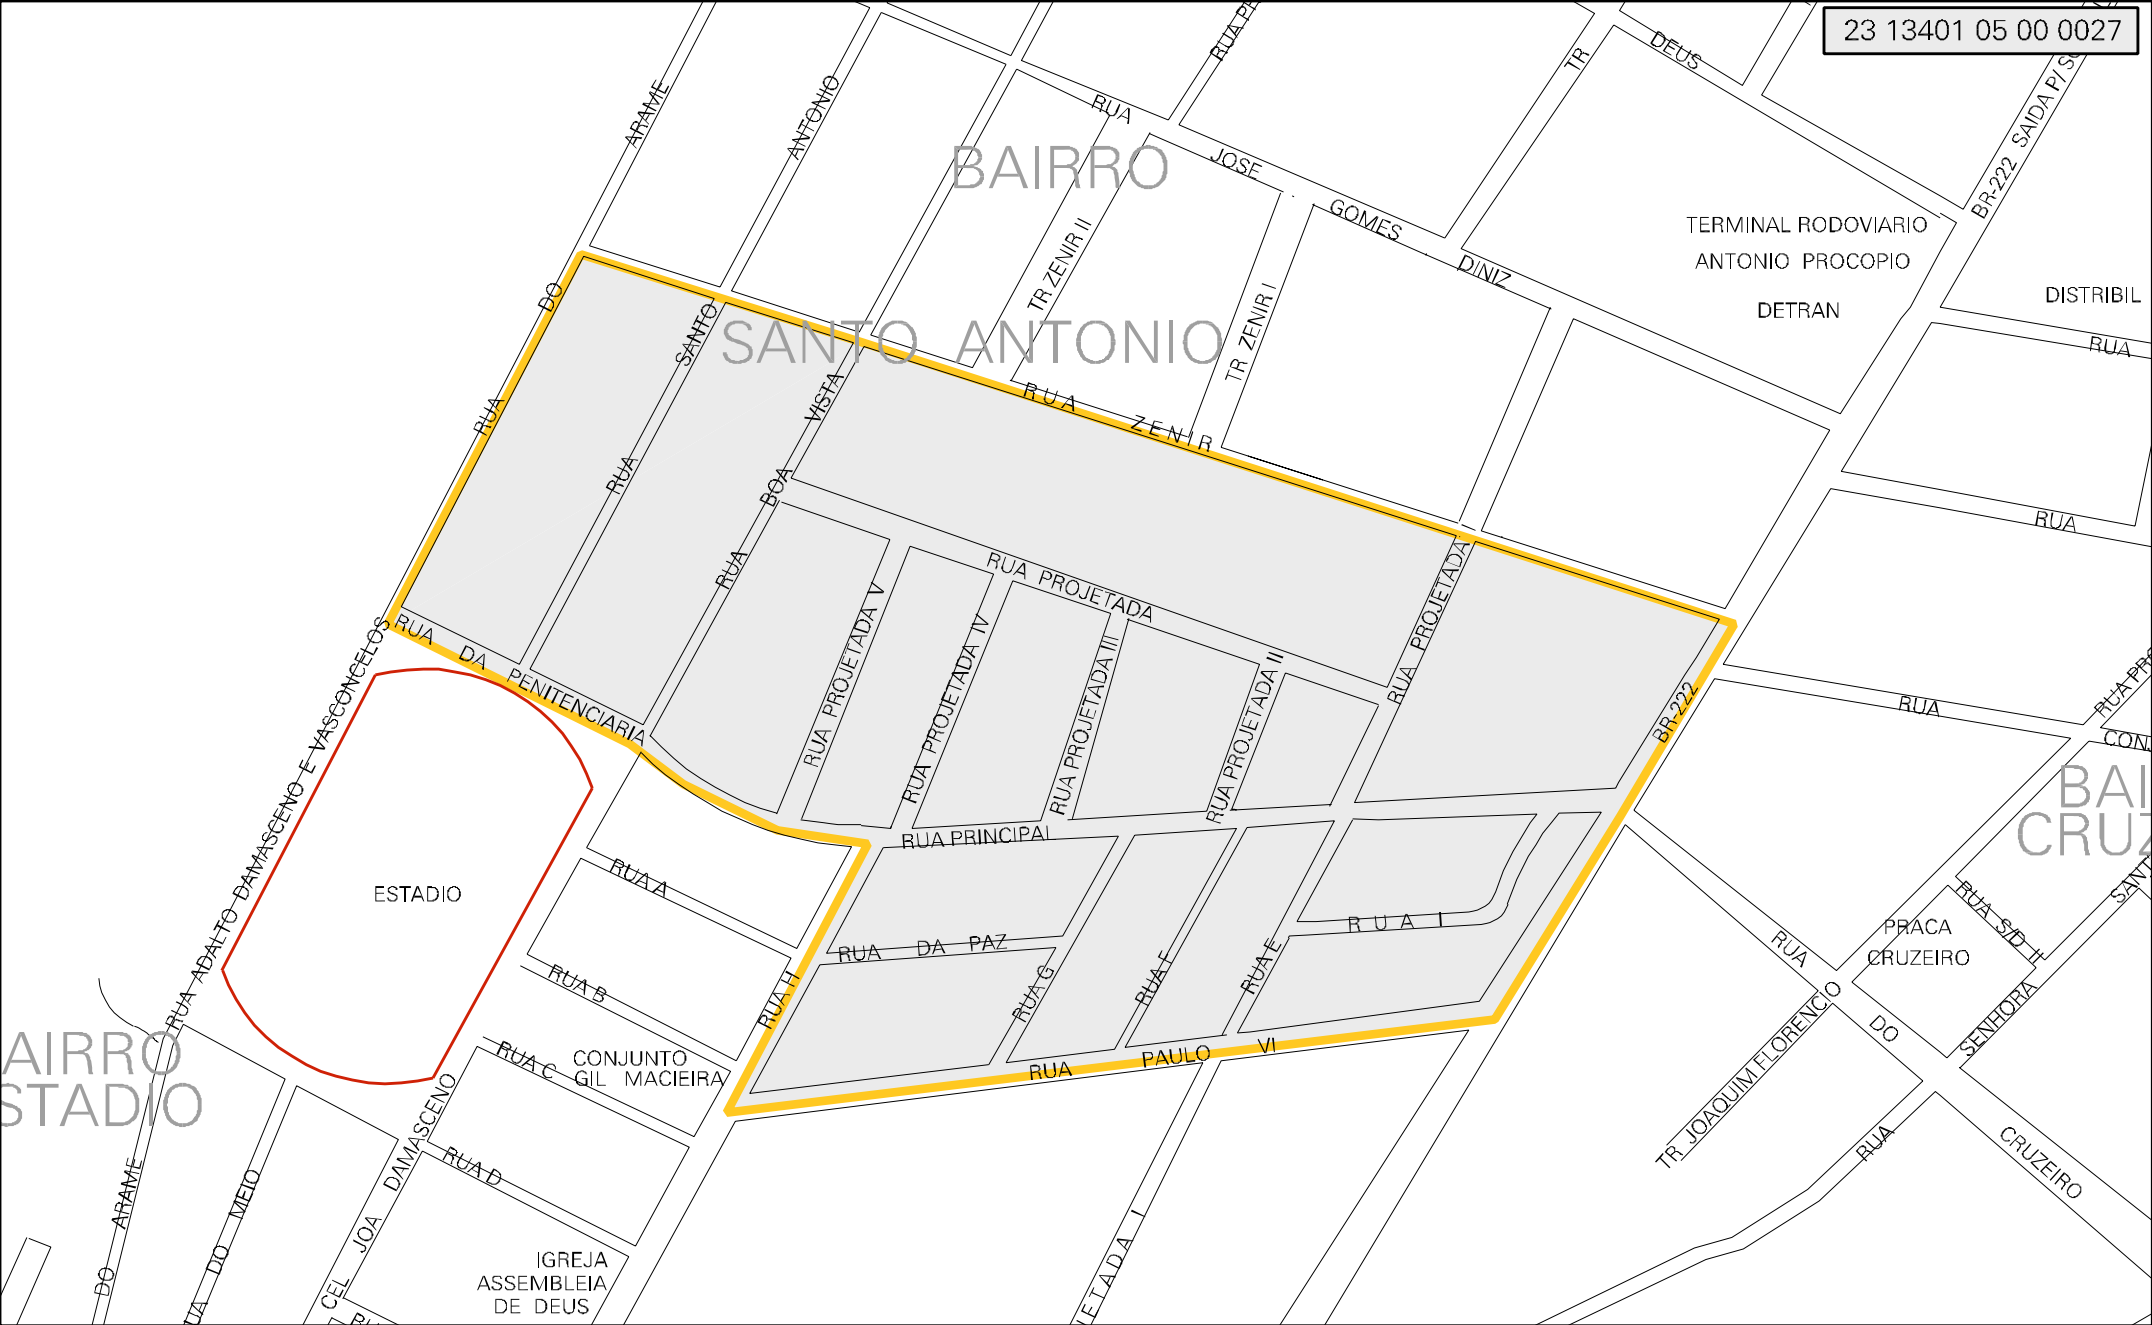 23 13401 05 00 0027
DEUS
TR
BR-222 SAIDA P/
ARAME
ANTONIO
RUA
JOSE
GOMES
DINIZ
BAIRRO
SANTO ANTONIO
TERMINAL RODOVIARIO
ANTONIO PROCOPIO
DETRAN
DISTRIBIL
RUA
TR ZENIR II
TR ZENIR I
DO
RUA
SANTO
RUA
VISTA
BOA
RUA
RUA
ZENIR
RUA
RUA PROJETADA
RUA PROJETADA
RUA PROJETADA V
RUA PROJETADA IV
RUA PROJETADA III
RUA PROJETADA II
RUA
DA
PENITENCIARIA
BR-222
RUA
CON
RUA ADALTO DAMASCENO E VASCONCELOS
RUA PRINCIPAL
ESTADIO
RUA A
RUA B
RUA C
RUA D
RUA H
RUA DA PAZ
RUA G
RUA F
RUA E
RUA I
RUA
PAULO
VI
CONJUNTO
GIL MACIEIRA
PRACA
CRUZEIRO
RUA S/D II
SENHORA
RUA
DO
CRUZEIRO
TR JOAQUIM FLORENCIO
RUA
AIRRO
STADIO
DO
ARAME
DO
MEIO
CEL
JOA
DAMASCENO
IGREJA
ASSEMBLEIA
DE DEUS
ETADA I